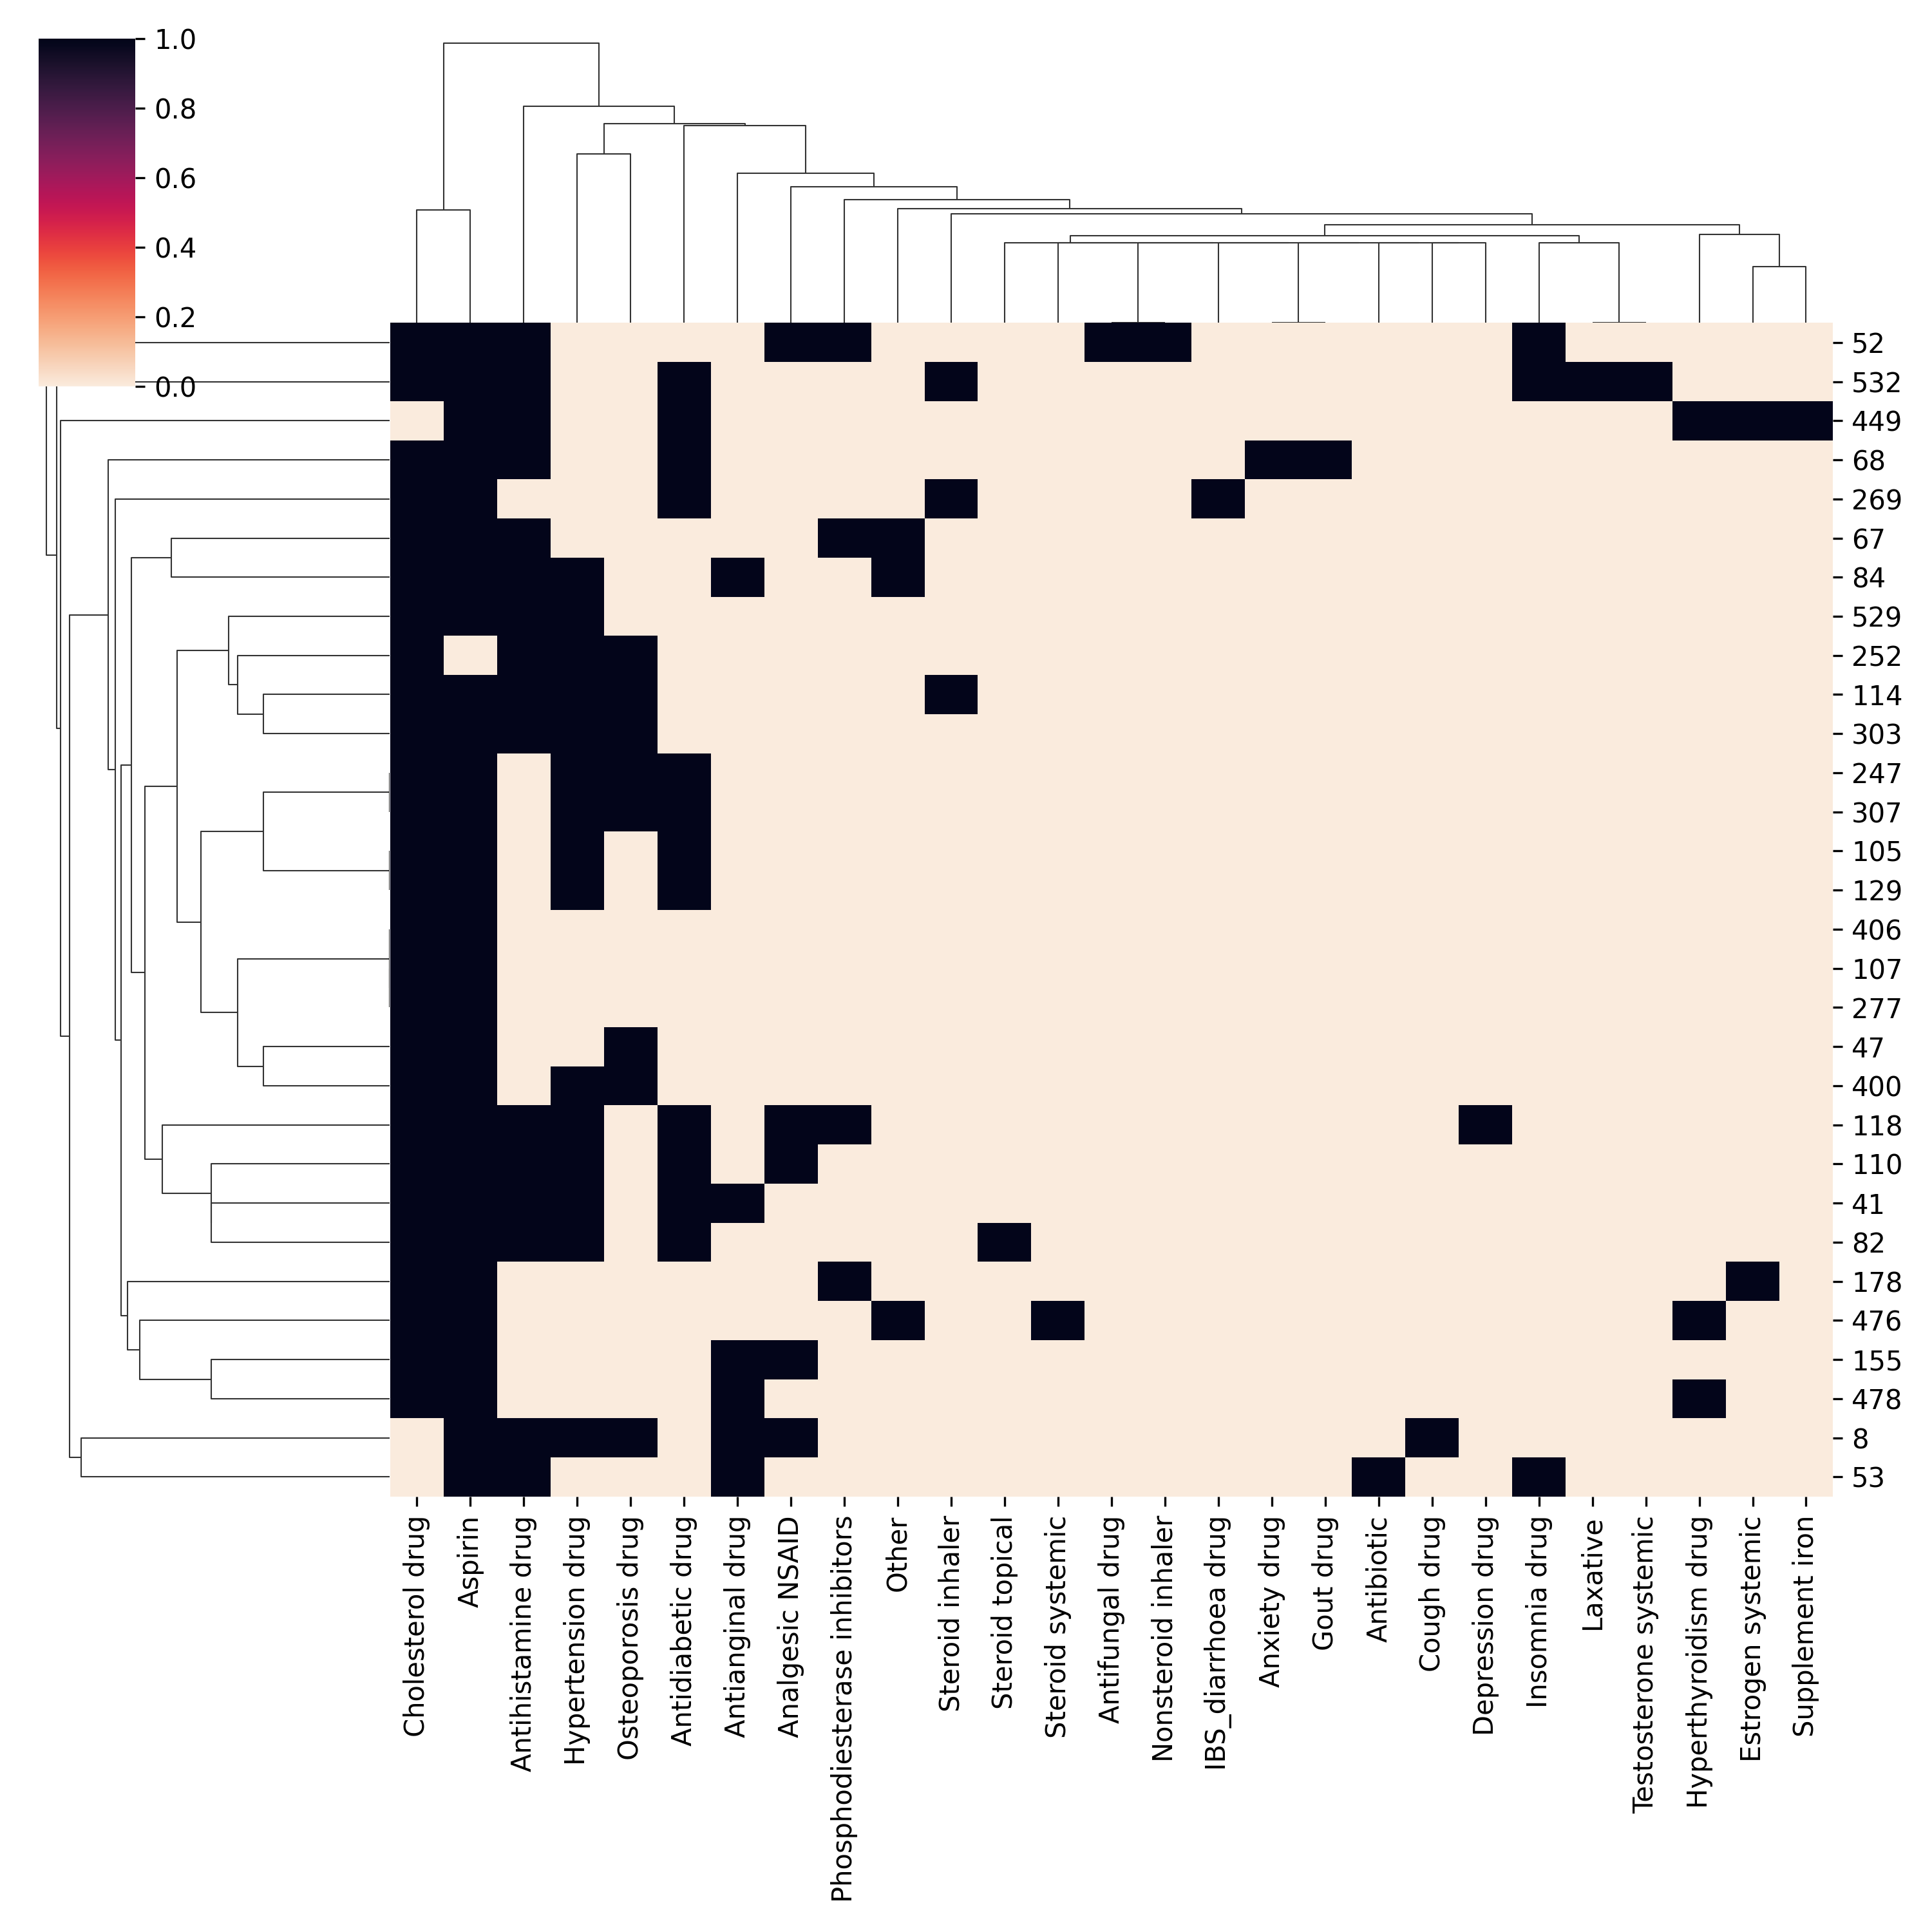 1.0
0.8
0.6
0.4
0.2
0.0
52
532
449
68
269
67
84
529
252
114
303
247
307
105
129
406
107
277
47
400
118
110
41
82
178
476
155
478
8
53
Cholesterol drug
Aspirin
Antihistamine drug
Hypertension drug
Osteoporosis drug
Antidiabetic drug
Antianginal drug
Analgesic NSAID
Phosphodiesterase inhibitors
Other
Steroid inhaler
Steroid topical
Steroid systemic
Antifungal drug
Nonsteroid inhaler
IBS_diarrhoea drug
Anxiety drug
Gout drug
Antibiotic
Cough drug
Depression drug
Insomnia drug
Laxative
Testosterone systemic
Hyperthyroidism drug
Estrogen systemic
Supplement iron